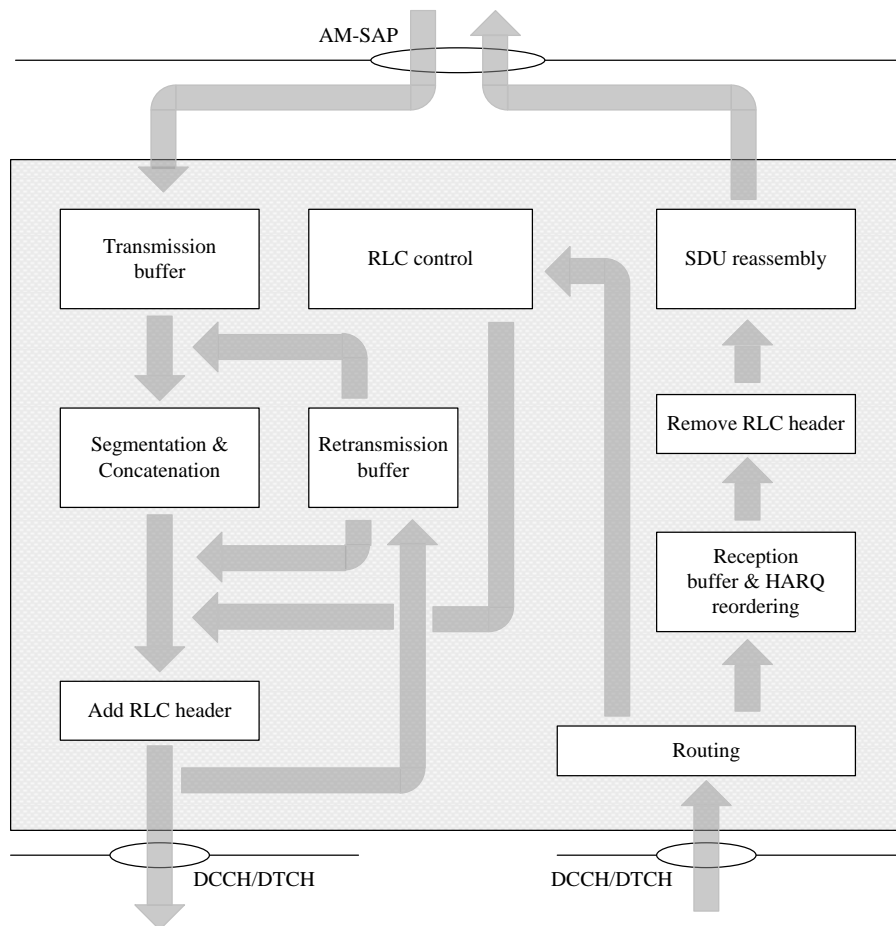 AM-SAP
Transmission
buffer
RLC control
SDU reassembly
Segmentation &
Concatenation
Retransmission
buffer
Remove RLC header
Reception
buffer & HARQ
reordering
Add RLC header
Routing
DCCH/DTCH
DCCH/DTCH